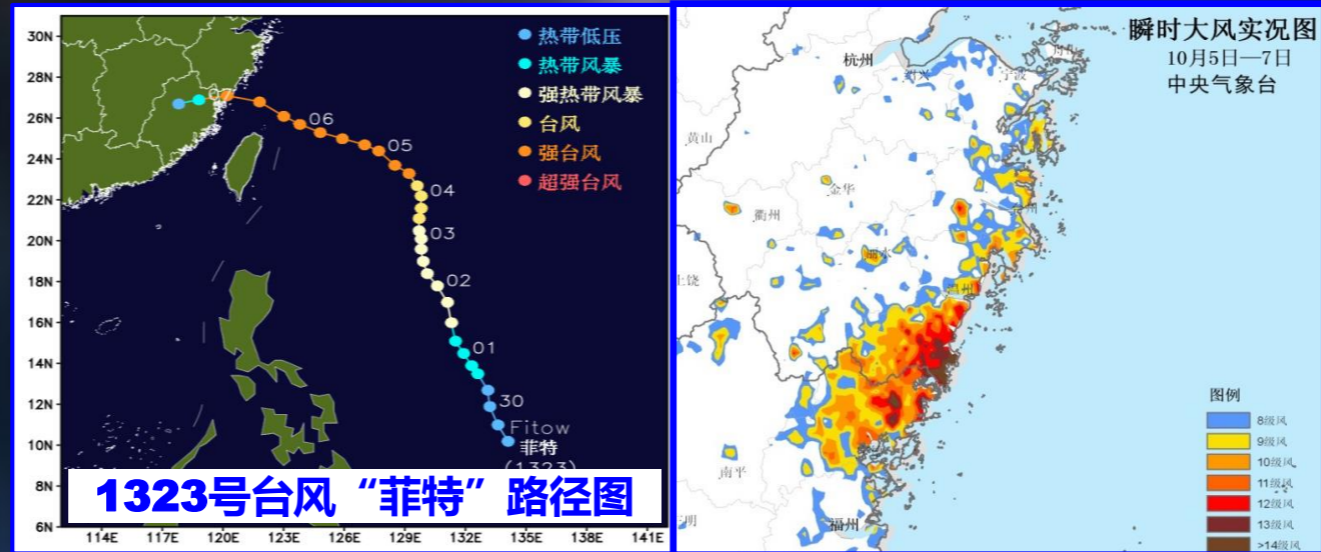 30N
28N
26N
24N
22N
20N
18N
16N
14N
12N
10N
8N
6N
114E
117E
120E
123E
126E
129E
132E
135E
138E
141E
热带低压
热带风暴
强热带风暴
台风
强台风
超强台风
06
05
04
03
02
01
30
Fitow
菲特
(1323)
1323号台风“菲特”路径图
瞬时大风实况图
10月5日—7日
中央气象台
杭州
绍兴
宁波
黄山
金华
衢州
台州
丽水
上饶
温州
南平
福州
图例
8级风
9级风
10级风
11级风
12级风
13级风
>14级风